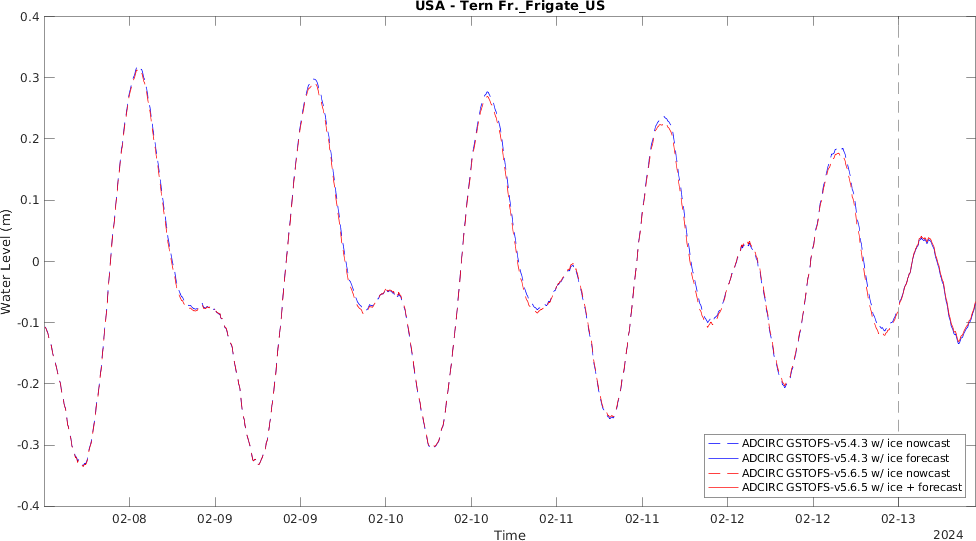 USA - Tern Fr._Frigate_US
Water Level (m)
0.4
0.3
0.2
0.1
0
-0.1
-0.2
-0.3
-0.4
ADCIRC GSTOFS-v5.4.3 w/ ice nowcast
ADCIRC GSTOFS-v5.4.3 w/ ice forecast
ADCIRC GSTOFS-v5.6.5 w/ ice nowcast
ADCIRC GSTOFS-v5.6.5 w/ ice + forecast
02-08 02-09 02-09 02-10 02-10 02-11 02-11 02-12 02-12 02-13
Time
2024